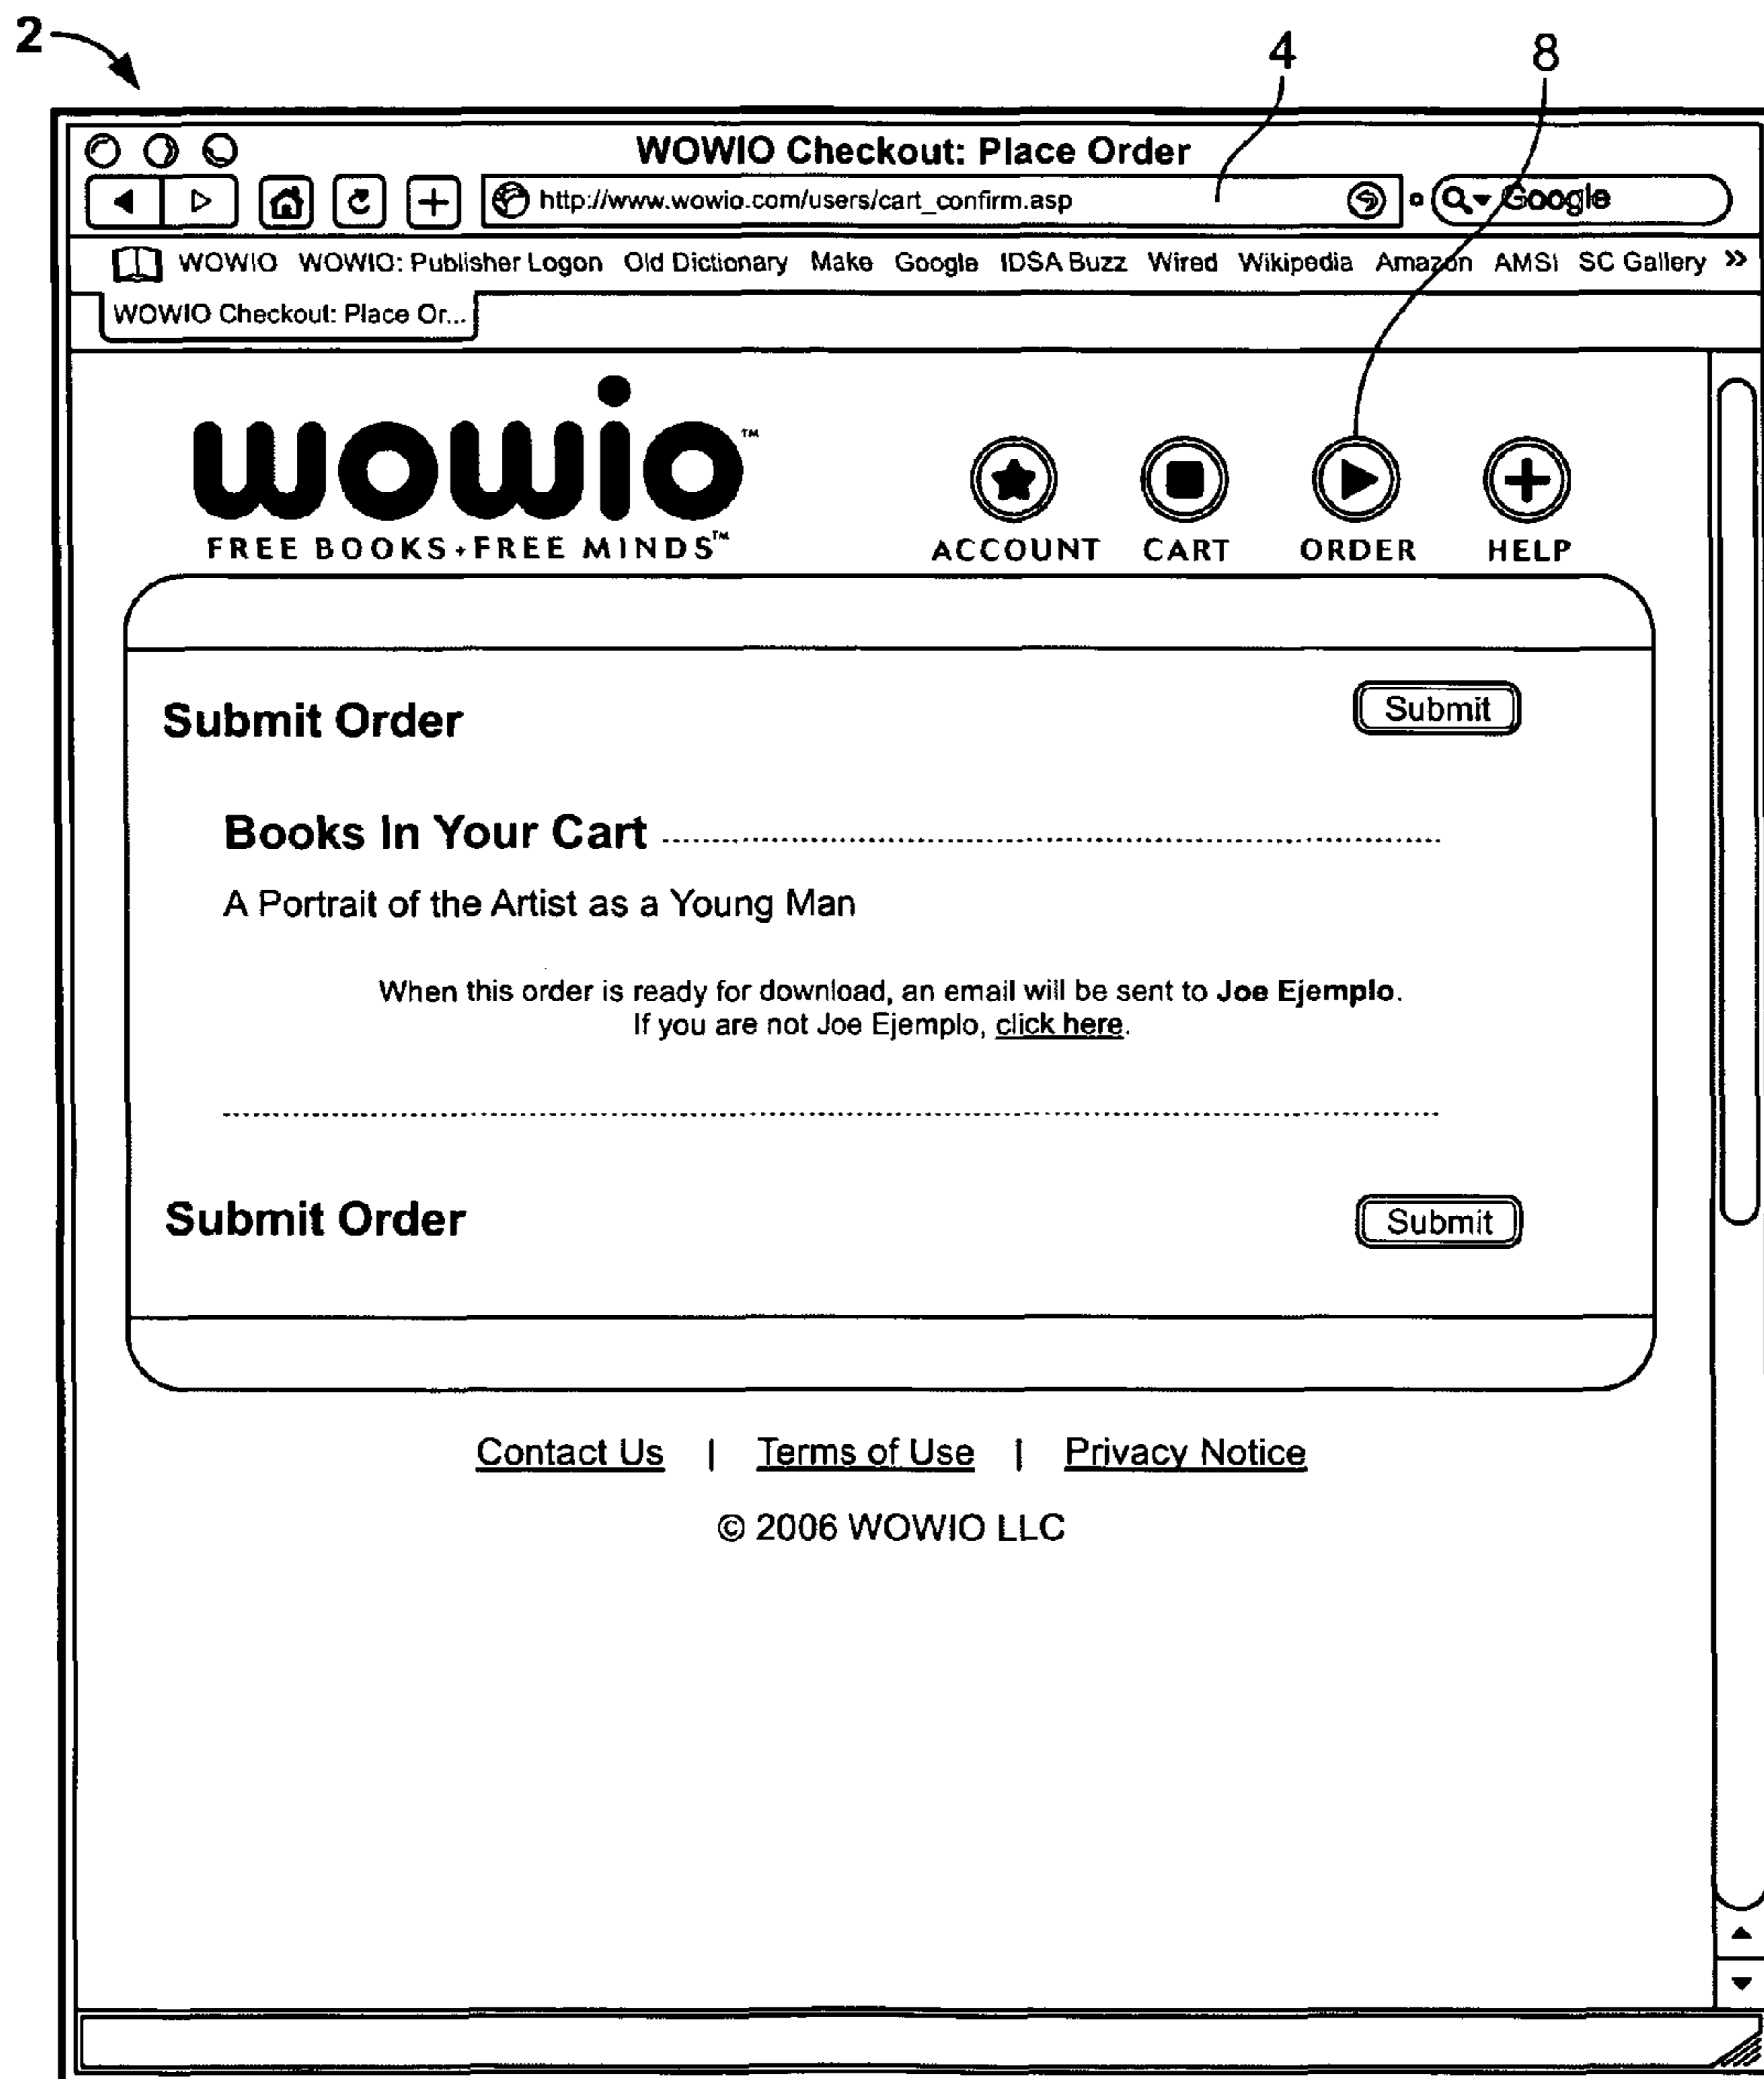 2
4 8
WOWIO Checkout: Place Order
http://www.wowio.com/users/cart_confirm.asp Google
WOWIO WOWIO: Publisher Logon Old Dictionary Make Google IDSA Buzz Wired Wikipedia Amazon AMSI SC Gallery »
WOWIO Checkout: Place Or...
wowio™
FREE BOOKS+FREE MINDS™
ACCOUNT CART ORDER HELP
Submit Order Submit
Books In Your Cart
A Portrait of the Artist as a Young Man
When this order is ready for download, an email will be sent to Joe Ejemplo.
If you are not Joe Ejemplo, click here.
Submit Order Submit
Contact Us | Terms of Use | Privacy Notice
© 2006 WOWIO LLC